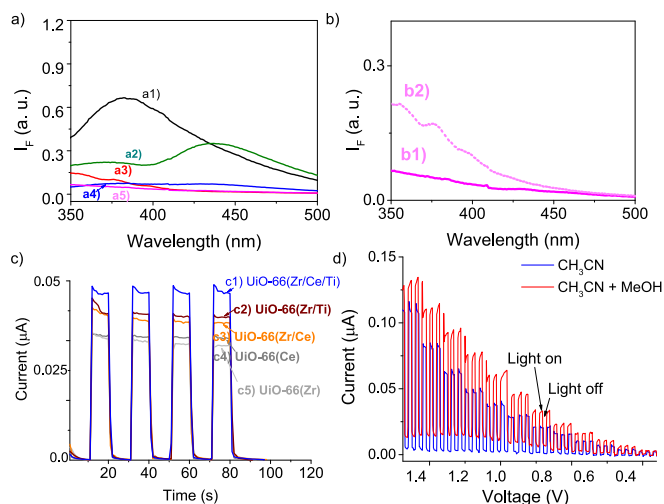 a)
1.2
0.9
0.6
0.3
0.0
I_F (a. u.)
a1)
a2)
a3)
a4)
a5)
350 400 450 500
Wavelength (nm)
b)
0.3
0.0
I_F (a. u.)
b2)
b1)
350 400 450 500
Wavelength (nm)
c)
0.05
0.03
0.00
Current (µA)
c1) UiO-66(Zr/Ce/Ti)
c2) UiO-66(Zr/Ti)
c3) UiO-66(Zr/Ce)
c4) UiO-66(Ce)
c5) UiO-66(Zr)
20 40 60 80 100 120
Time (s)
d)
0.15
0.10
0.05
0.00
Current (µA)
CH₃CN
CH₃CN + MeOH
Light on
Light off
1.4 1.2 1.0 0.8 0.6 0.4
Voltage (V)